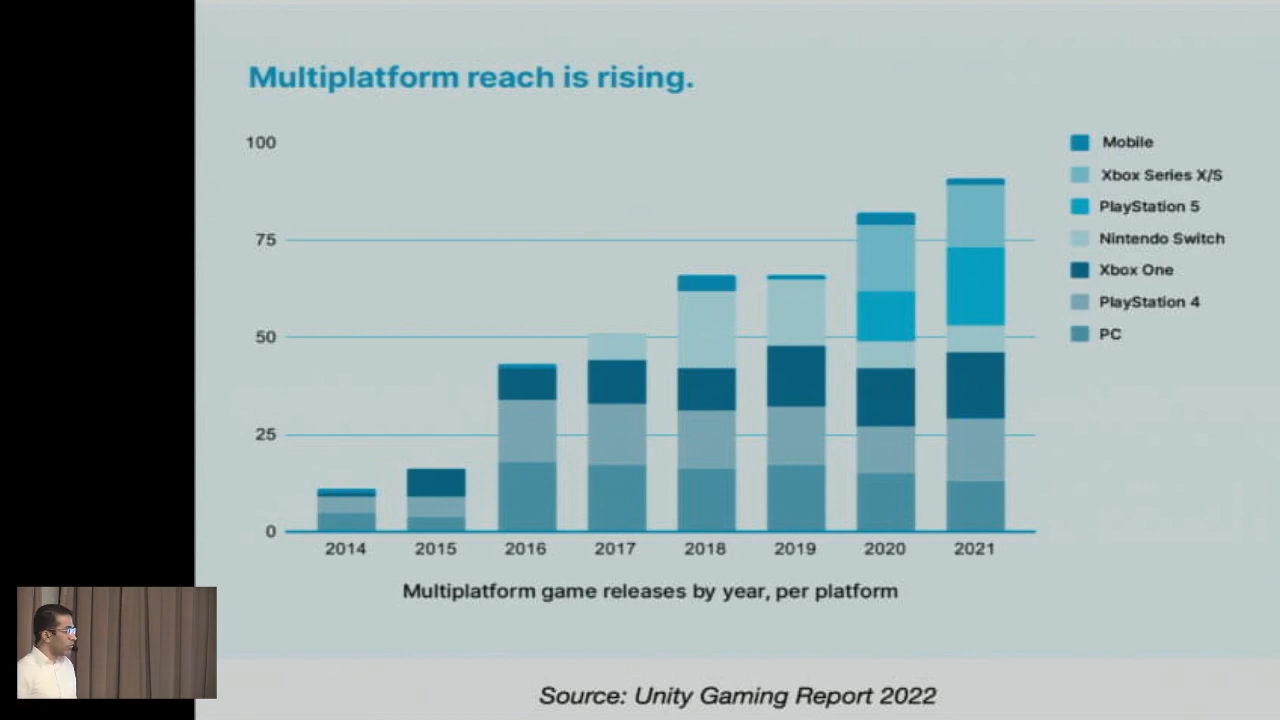 Multiplatform reach is rising.
100
75
50
25
0
2014 2015 2016 2017 2018 2019 2020 2021
Multiplatform game releases by year, per platform
Mobile
Xbox Series X/S
PlayStation 5
Nintendo Switch
Xbox One
PlayStation 4
PC
Source: Unity Gaming Report 2022